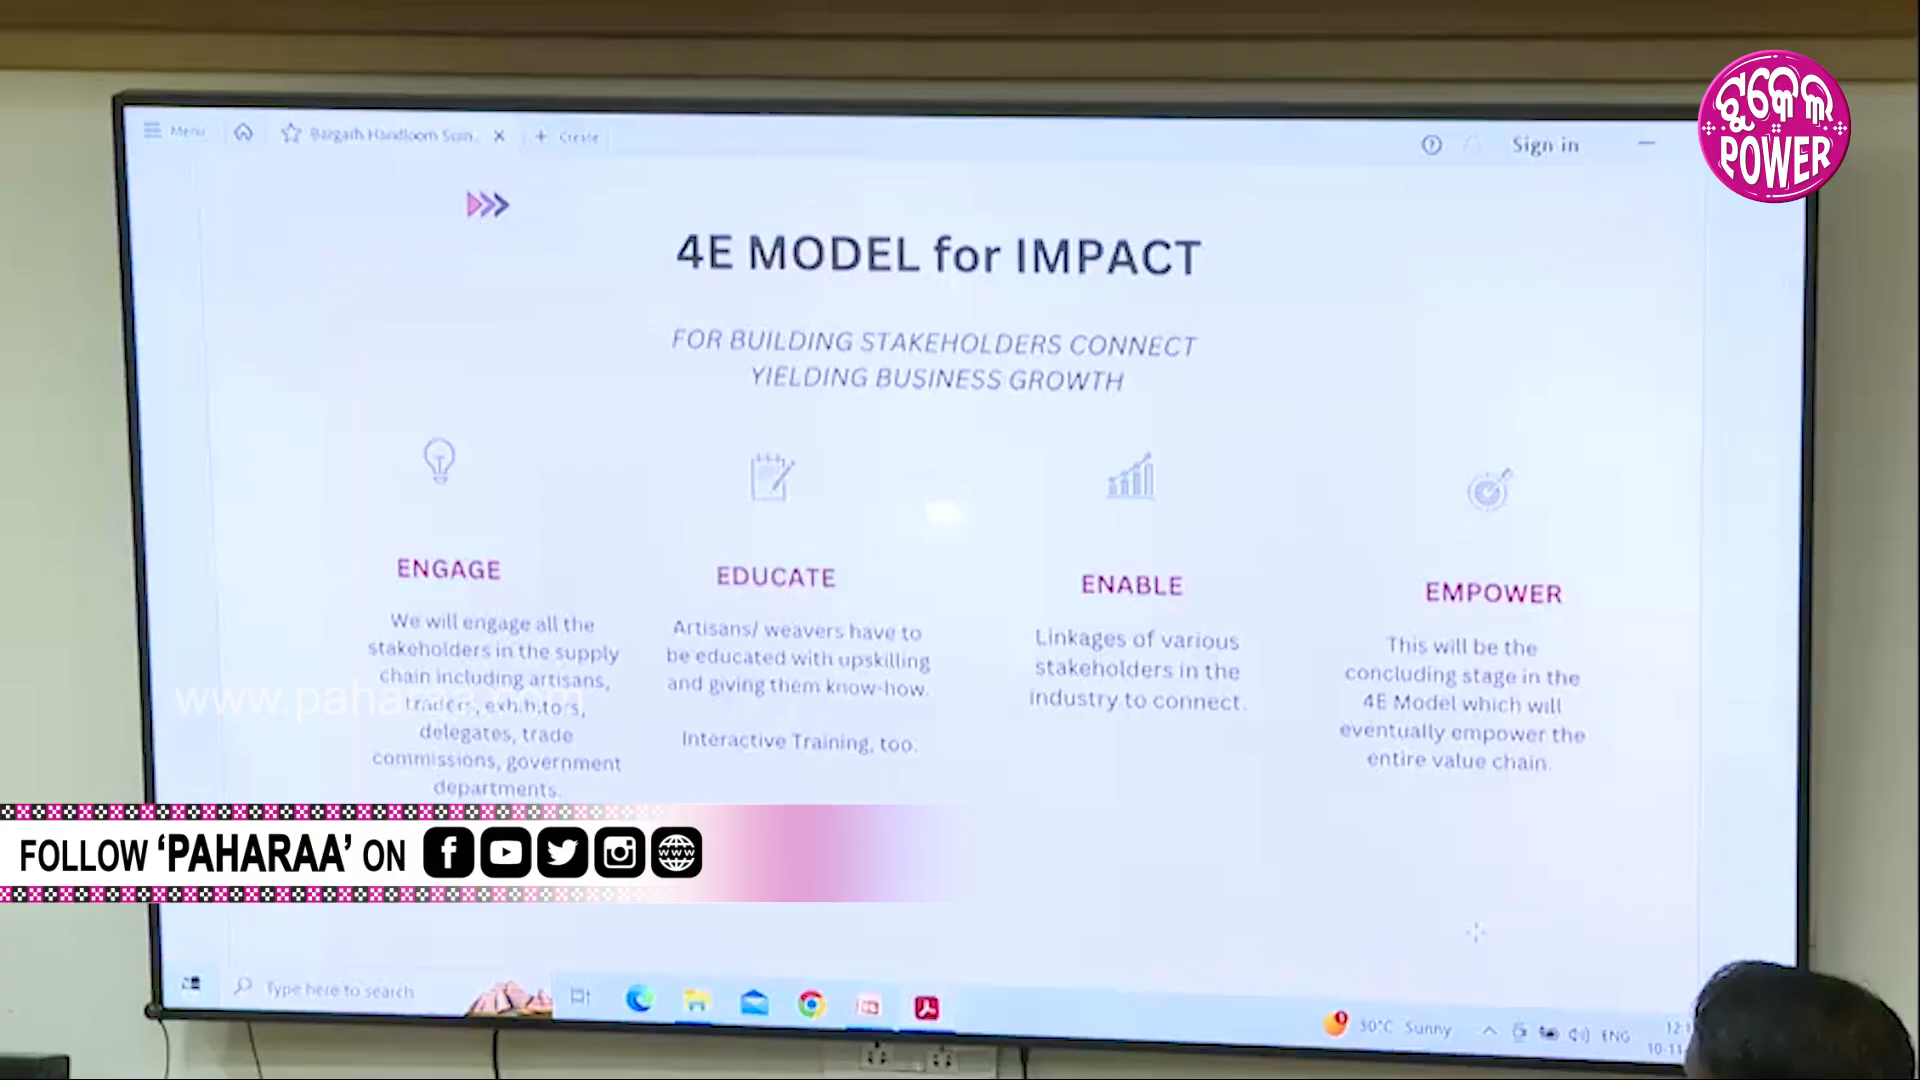 Menu
Bargarh Handloom Sum..
+ Create
Sign in
ଟୁକେଲ
POWER
4E MODEL for IMPACT
FOR BUILDING STAKEHOLDERS CONNECT
YIELDING BUSINESS GROWTH
ENGAGE
We will engage all the
stakeholders in the supply
chain including artisans,
traders, exhibitors,
delegates, trade
commissions, government
departments.
EDUCATE
Artisans/ weavers have to
be educated with upskilling
and giving them know-how.
Interactive Training, too.
ENABLE
Linkages of various
stakeholders in the
industry to connect.
EMPOWER
This will be the
concluding stage in the
4E Model which will
eventually empower the
entire value chain.
www.paharaa.com
FOLLOW ‘PAHARAA’ ON
WWW
Type here to search
30°C Sunny
ENG
12:1
10-11